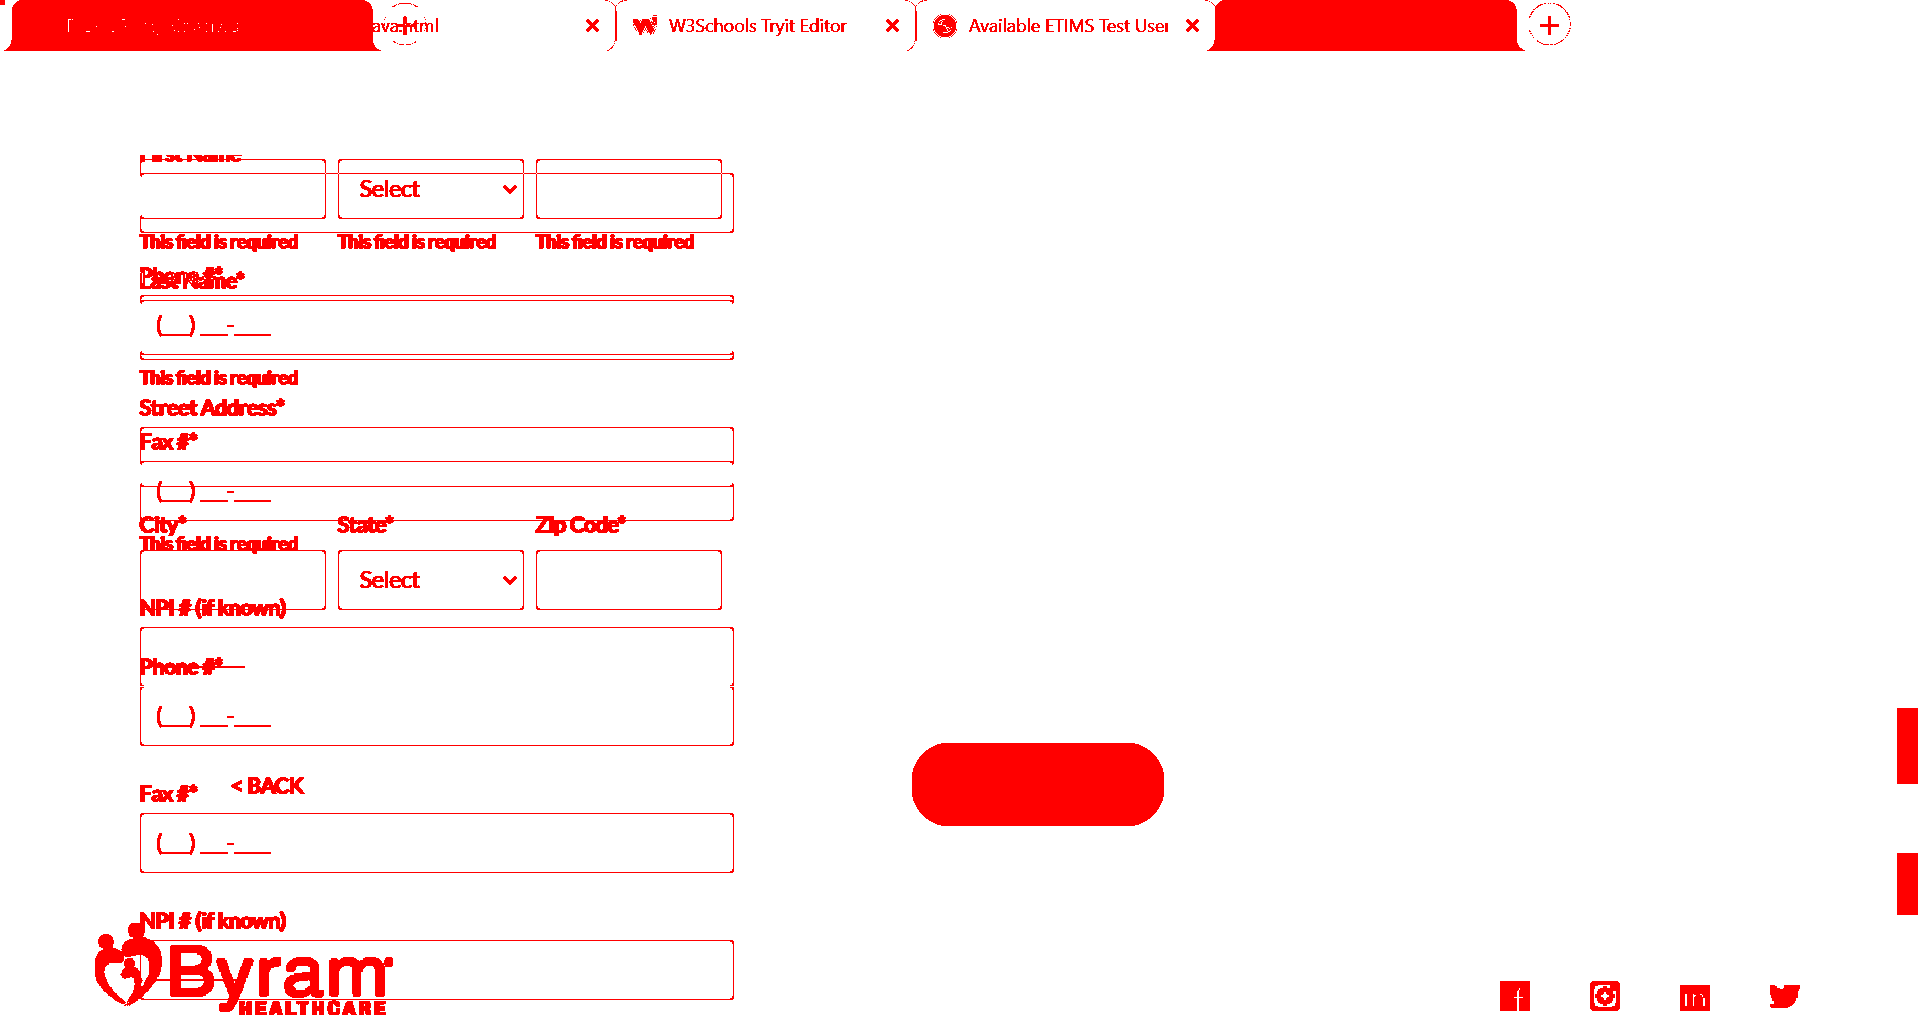 ava.html
W3Schools Tryit Editor
Available ETIMS Test User
First Name
Select
This field is required This field is required This field is required
Phone #*
Last Name*
(__) __-___
This field is required
Street Address*
Fax #*
(__) __-___
City* State* Zip Code*
This field is required
Select
NPI # (if known)
Phone #*
(__) __-___
< BACK
Fax #*
(__) __-___
NPI # (if known)
Byram
HEALTHCARE